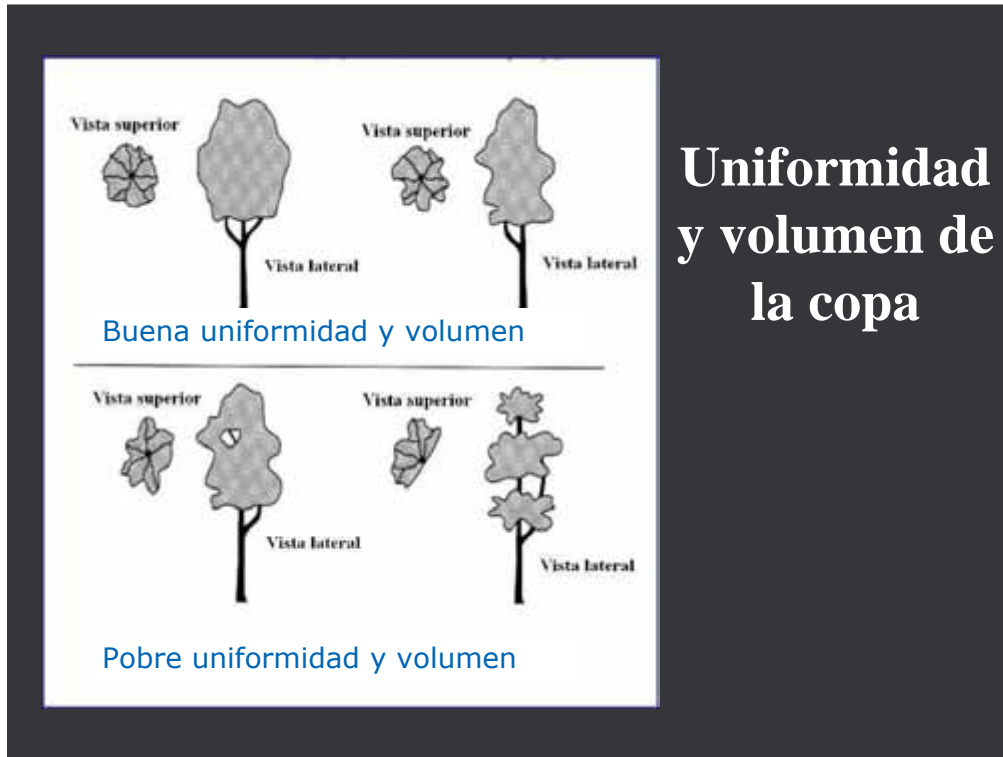 Uniformidad
y volumen de
la copa
Vista superior
Vista lateral
Vista superior
Vista lateral
Buena uniformidad y volumen
Vista superior
Vista lateral
Vista superior
Vista lateral
Pobre uniformidad y volumen